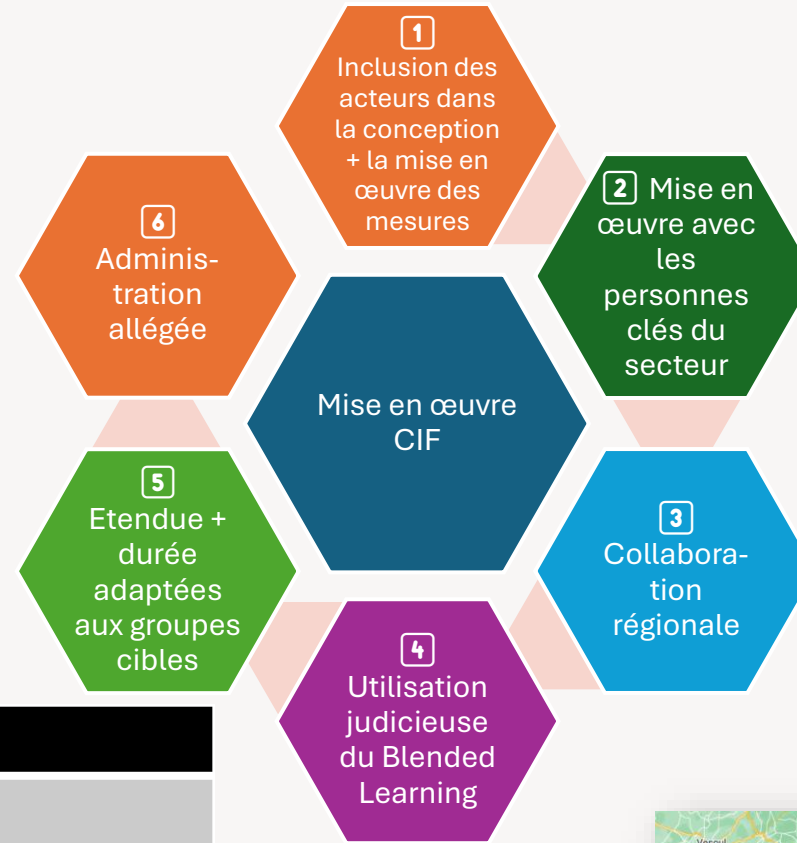 1
Inclusion des
acteurs dans
la conception
+ la mise en
œuvre des
mesures
2 Mise en
œuvre avec
les
personnes
clés du
secteur
3
Collabora-
tion
régionale
4
Utilisation
judicieuse
du Blended
Learning
5
Etendue +
durée
adaptées
aux groupes
cibles
6
Adminis-
tration
allégée
Mise en œuvre
CIF